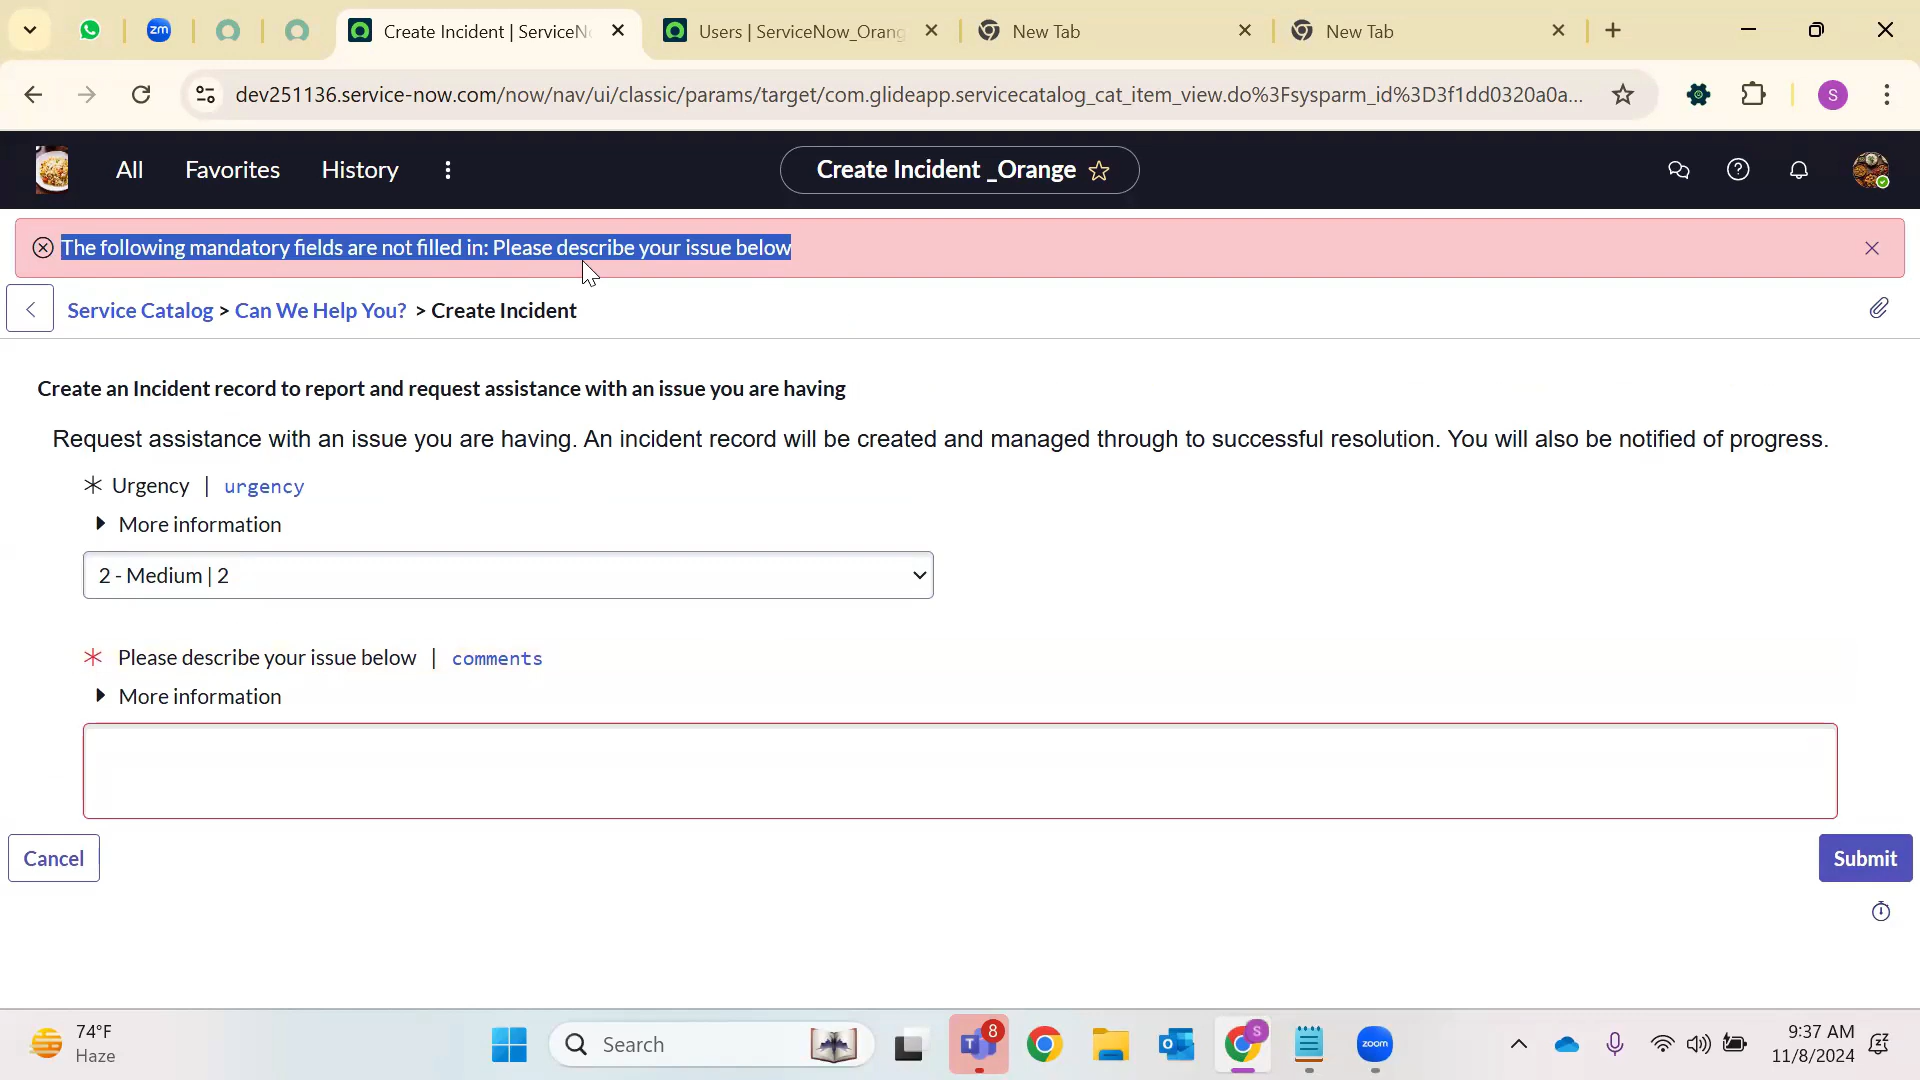 zm
Create Incident | ServiceN
Users | ServiceNow_Orang
New Tab
New Tab
dev251136.service-now.com/now/nav/ui/classic/params/target/com.glideapp.servicecatalog_cat_item_view.do%3Fsysparm_id%3D3f1dd0320a0a...
S
All
Favorites
History
Create Incident _Orange
The following mandatory fields are not filled in: Please describe your issue below
Service Catalog > Can We Help You? > Create Incident
Create an Incident record to report and request assistance with an issue you are having
Request assistance with an issue you are having. An incident record will be created and managed through to successful resolution. You will also be notified of progress.
* Urgency | urgency
More information
2 - Medium | 2
* Please describe your issue below | comments
More information
Cancel
Submit
74°F
Haze
Search
8
S
zoom
9:37 AM
11/8/2024